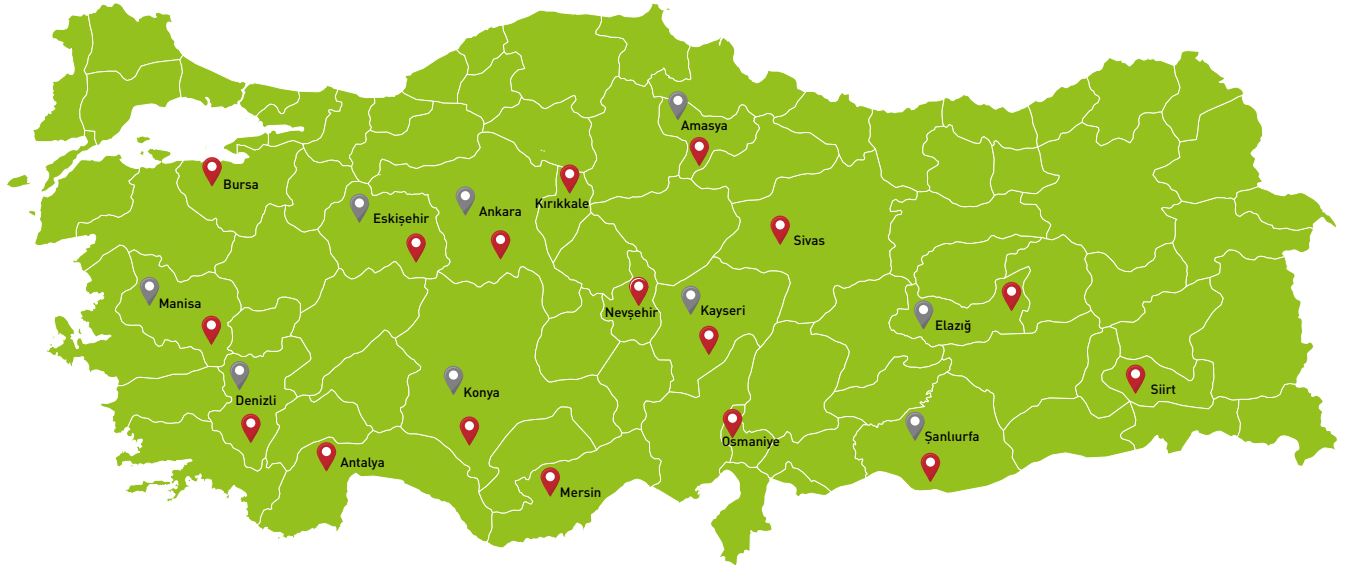 Amasya
Bursa
Kırıkkale
Eskişehir
Ankara
Sivas
Manisa
Nevşehir
Kayseri
Elazığ
Denizli
Konya
Siirt
Antalya
Osmaniye
Şanlıurfa
Mersin